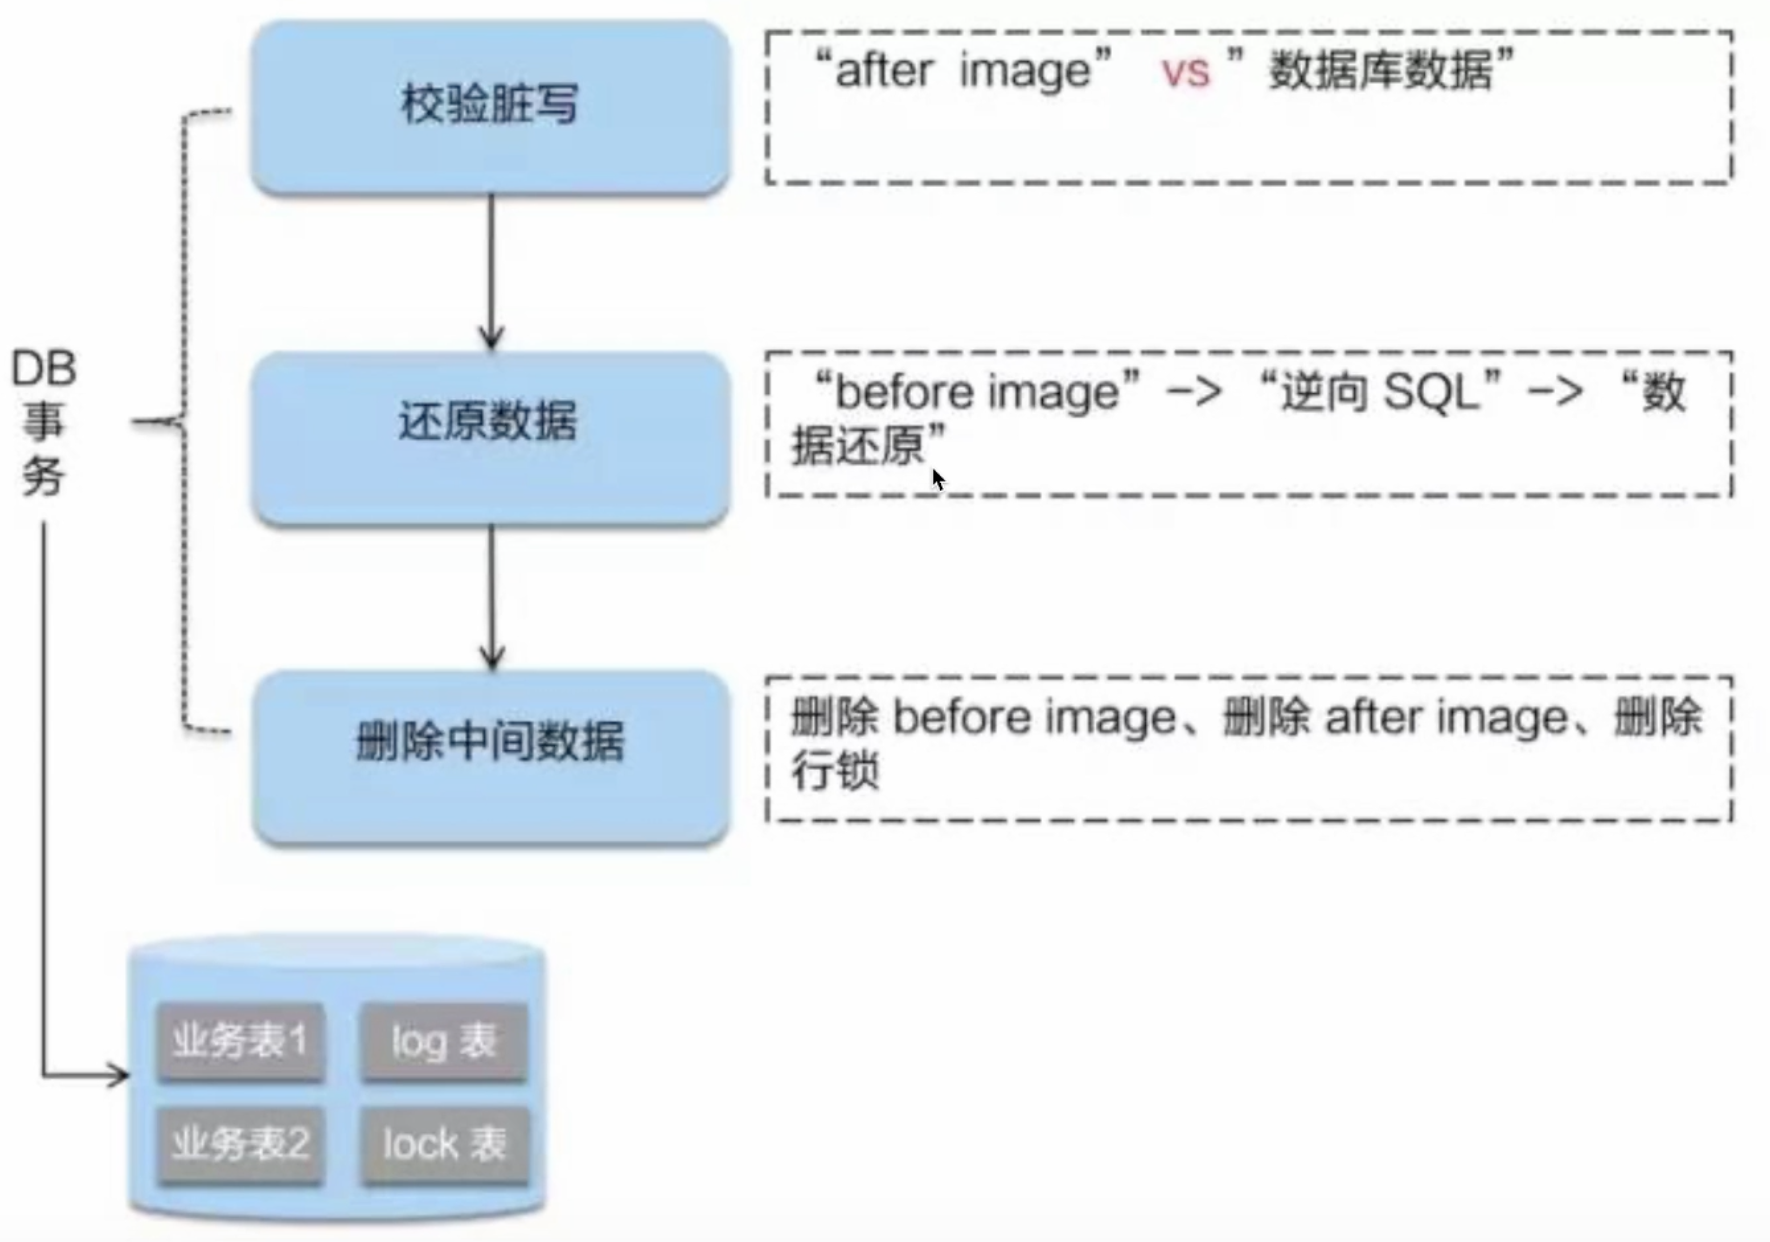 校验脏写
“after image” vs ” 数据库数据”
DB
事
务
还原数据
“before image” –> “逆向 SQL” –> “数
据还原”
删除中间数据
删除 before image、删除 after image、删除
行锁
业务表1
log 表
业务表2
lock 表